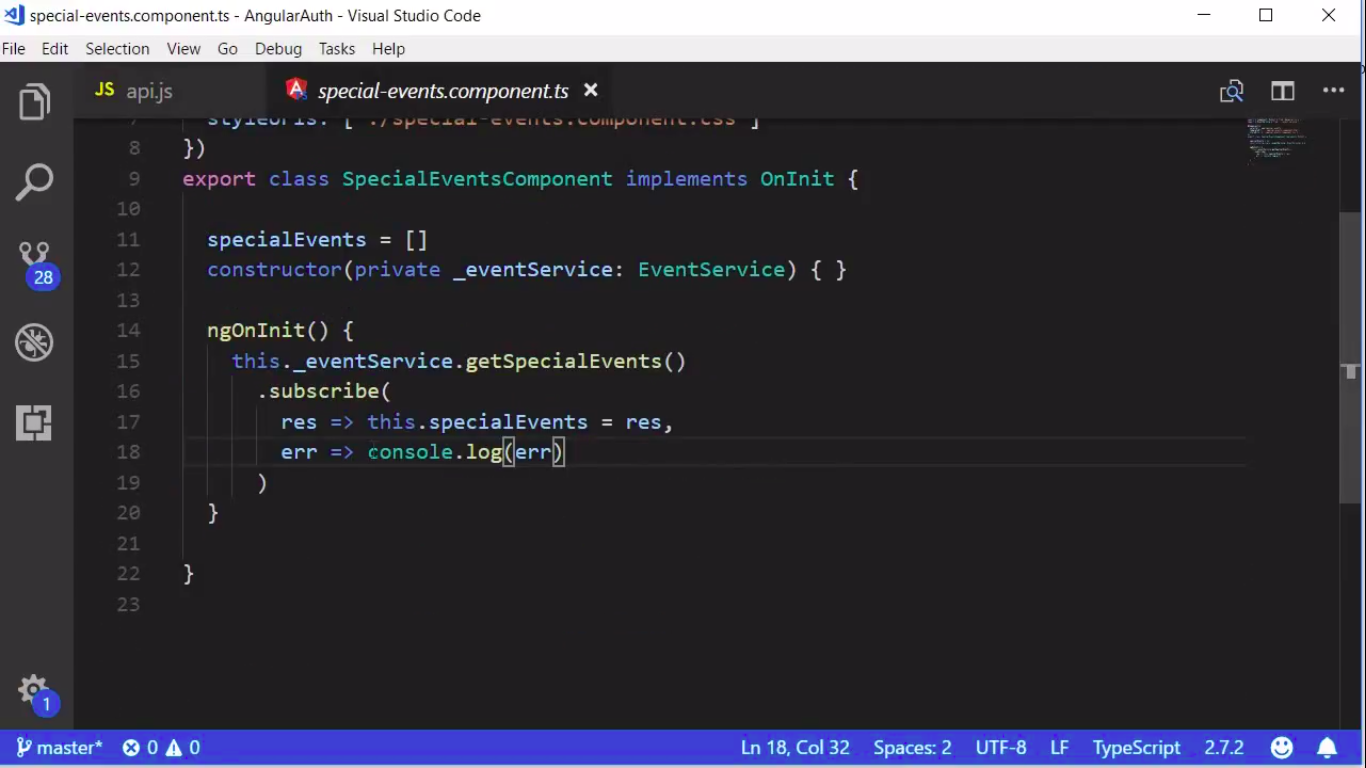 special-events.component.ts - AngularAuth - Visual Studio Code
File Edit Selection View Go Debug Tasks Help
JS api.js special-events.component.ts
7 styleUrls: ['./special-events.component.css']
8 })
9 export class SpecialEventsComponent implements OnInit {
10
11 specialEvents = []
12 constructor(private _eventService: EventService) { }
13
14 ngOnInit() {
15 this._eventService.getSpecialEvents()
16 .subscribe(
17 res => this.specialEvents = res,
18 err => console.log(err)
19 )
20 }
21
22 }
23
28
1
master* 0 0 Ln 18, Col 32 Spaces: 2 UTF-8 LF TypeScript 2.7.2